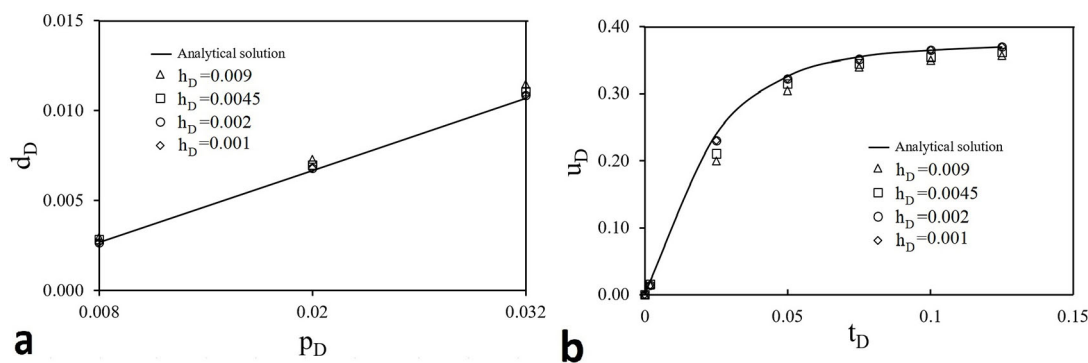 0.015
0.010
0.005
0.000
d_D
Analytical solution
h_D=0.009
h_D=0.0045
h_D=0.002
h_D=0.001
0.008
0.02
0.032
p_D
a
0.40
0.30
0.20
0.10
0.00
u_D
Analytical solution
h_D=0.009
h_D=0.0045
h_D=0.002
h_D=0.001
0
0.05
0.1
0.15
t_D
b